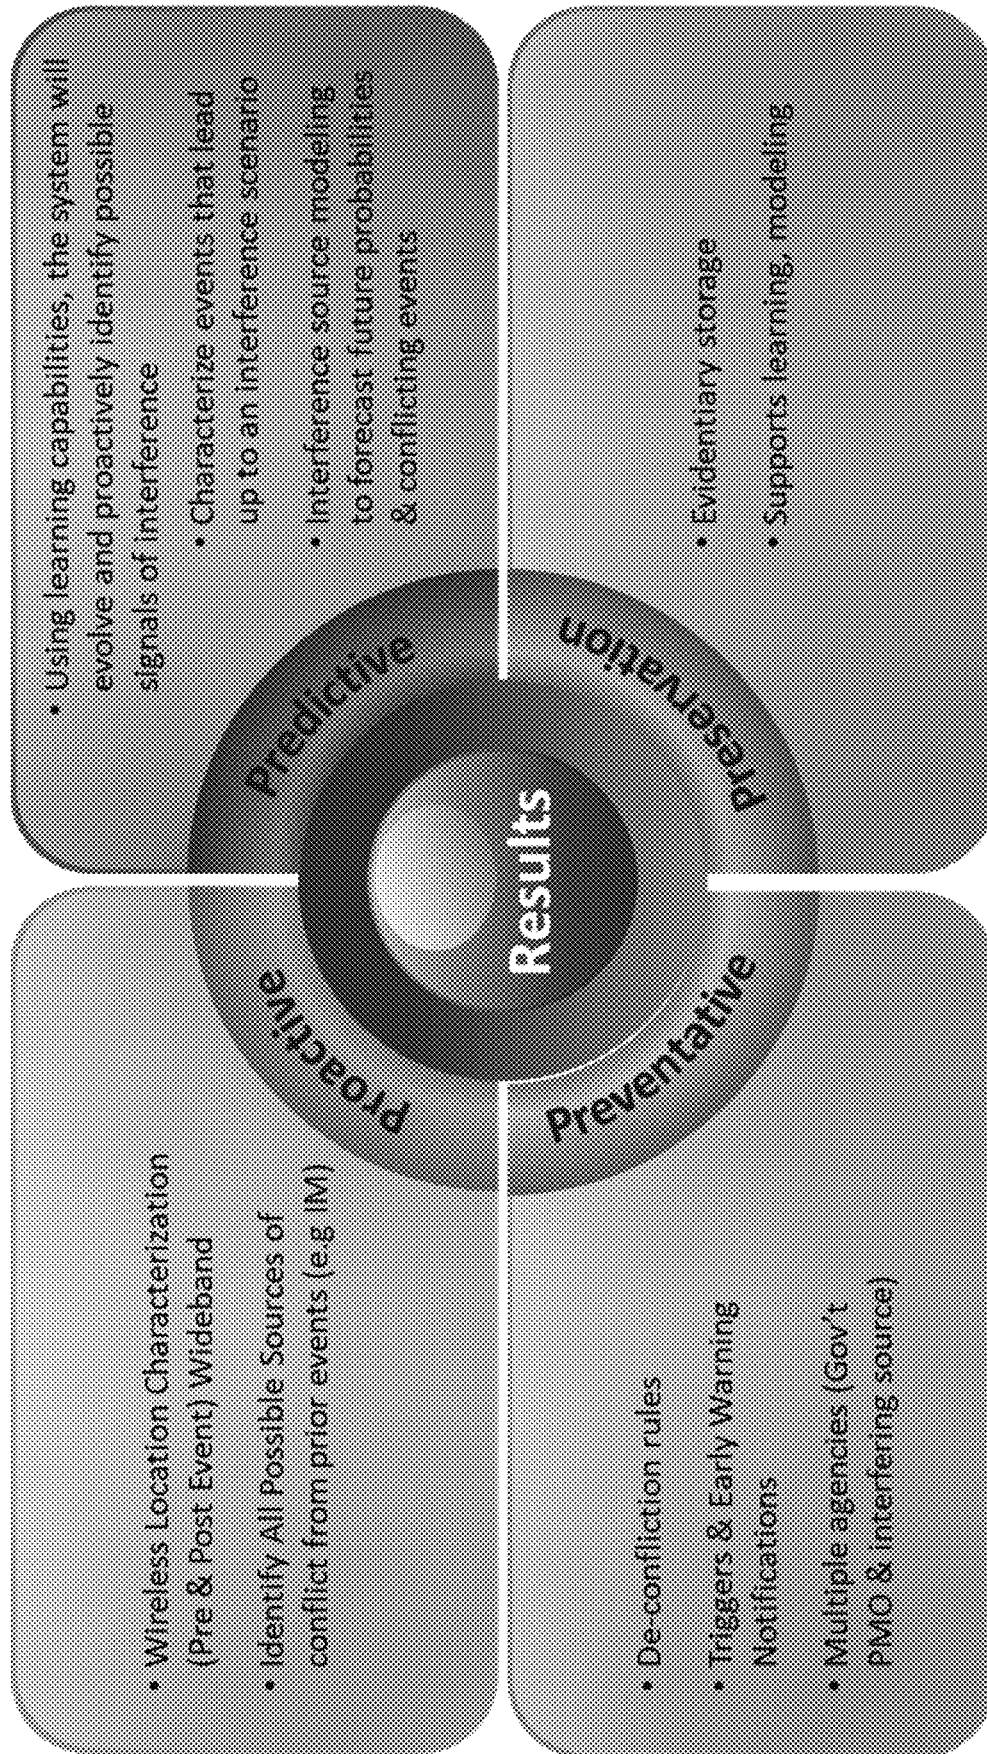 • Wireless Location Characterization
(Pre & Post Event) Wideband
• Identify All Possible Sources of
conflict from prior events (e.g IM)
• Using learning capabilities, the system will
evolve and proactively identify possible
signals of interference
• Characterize events that lead
up to an interference scenario
• Interference source modeling
to forecast future probabilities
& conflicting events
Proactive
Predictive
Results
Preventative
Preservation
• De-confliction rules
• Triggers & Early Warning
Notifications
• Multiple agencies (Gov't
PMO & interfering source)
• Evidentiary storage
• Supports learning, modeling